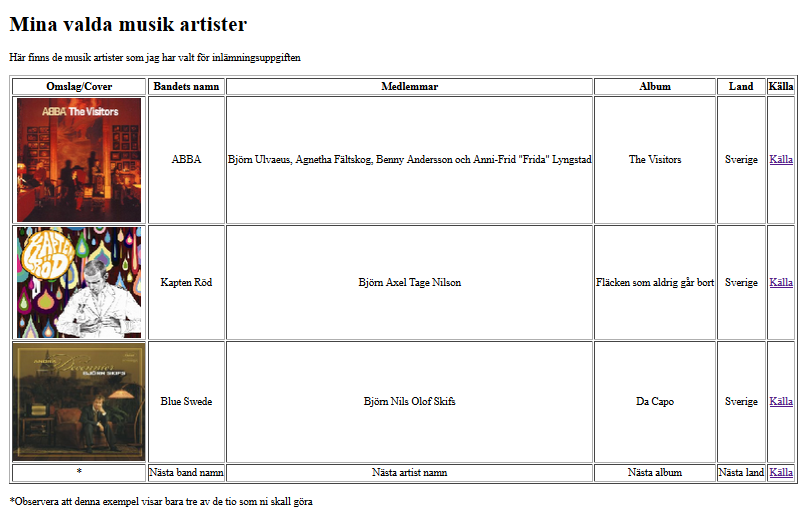 Mina valda musik artister
Här finns de musik artister som jag har valt för inlämningsuppgiften
Omslag/Cover Bandets namn Medlemmar Album Land Källa
ABBA The Visitors
ABBA Björn Ulvaeus, Agnetha Fältskog, Benny Andersson och Anni-Frid "Frida" Lyngstad The Visitors Sverige Källa
KAPTEN RÖD
Kapten Röd Björn Axel Tage Nilson Fläcken som aldrig går bort Sverige Källa
Decennier
BJÖRN SKIFS
Blue Swede Björn Nils Olof Skifs Da Capo Sverige Källa
* Nästa band namn Nästa artist namn Nästa album Nästa land Källa
*Observera att denna exempel visar bara tre av de tio som ni skall göra